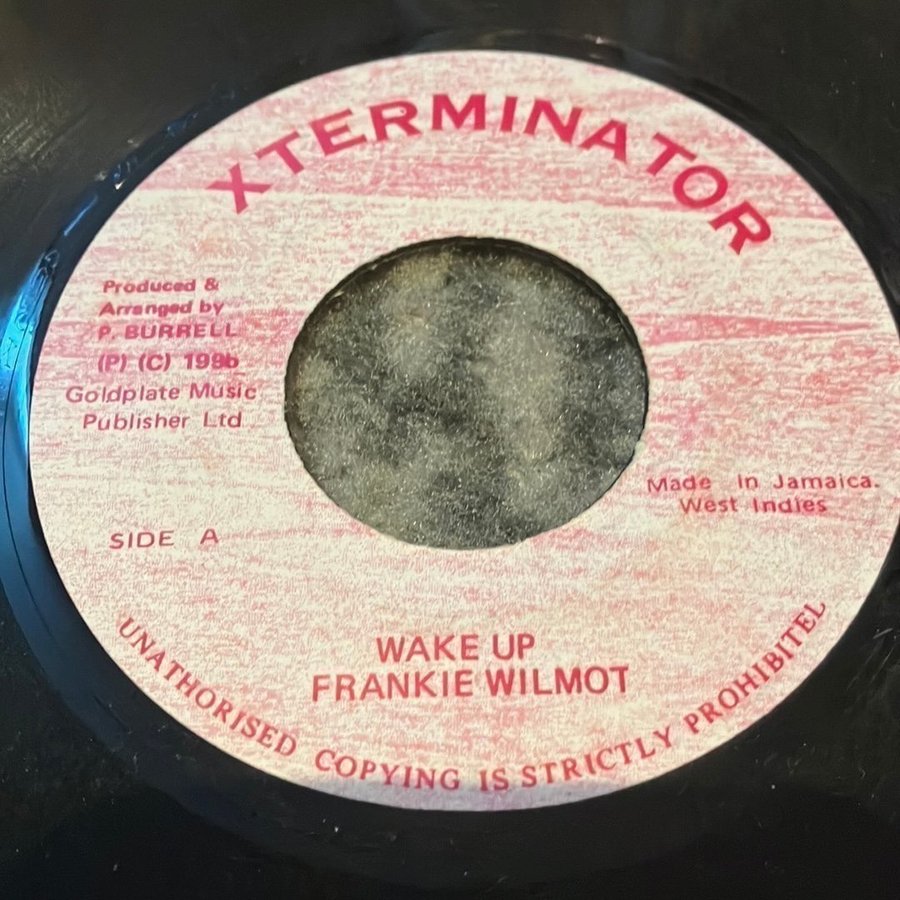 XTERMINATOR
Produced &
Arranged by
P. BURRELL
(P) (C) 199b
Goldplate Music
Publisher Ltd
Made in Jamaica.
West Indies
SIDE A
WAKE UP
FRANKIE WILMOT
UNATHORISED COPYING IS STRICTLY PROHIBITEL